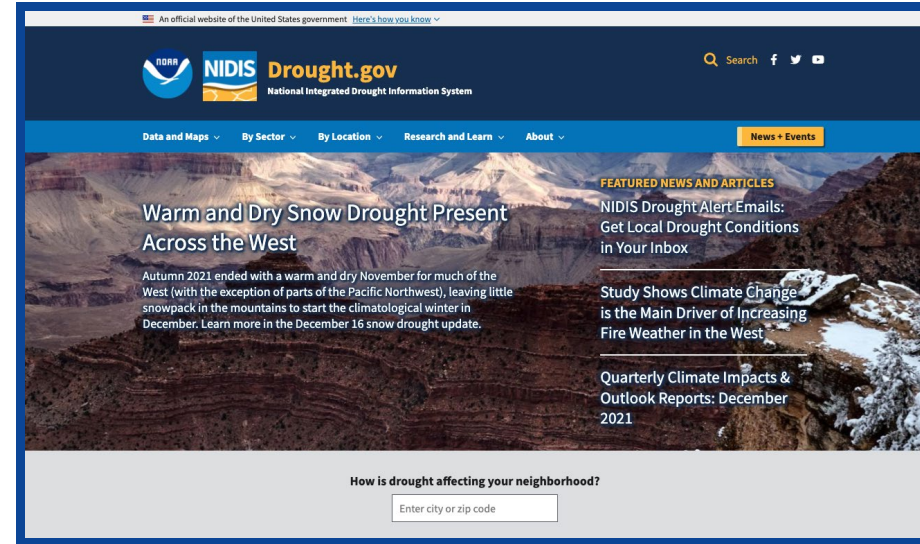 An official website of the United States government Here's how you know
NOAA
NIDIS
Drought.gov
National Integrated Drought Information System
Search
Data and Maps
By Sector
By Location
Research and Learn
About
News + Events
Warm and Dry Snow Drought Present
Across the West
Autumn 2021 ended with a warm and dry November for much of the
West (with the exception of parts of the Pacific Northwest), leaving little
snowpack in the mountains to start the climatological winter in
December. Learn more in the December 16 snow drought update.
FEATURED NEWS AND ARTICLES
NIDIS Drought Alert Emails:
Get Local Drought Conditions
in Your Inbox
Study Shows Climate Change
is the Main Driver of Increasing
Fire Weather in the West
Quarterly Climate Impacts &
Outlook Reports: December
2021
How is drought affecting your neighborhood?
Enter city or zip code